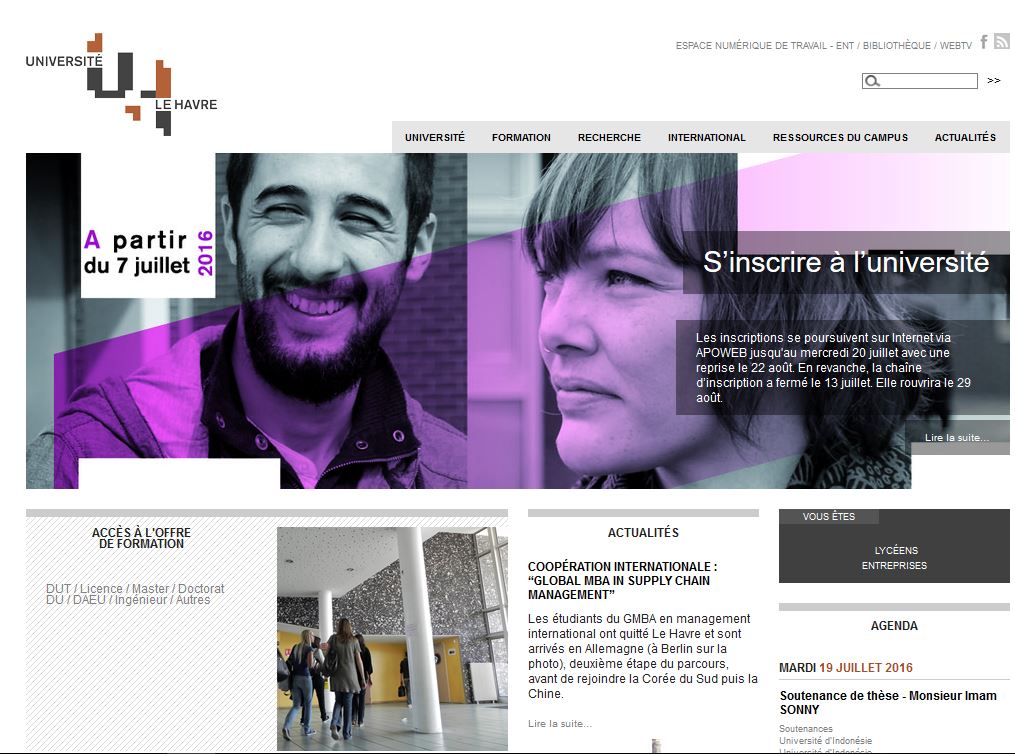 UNIVERSITÉ
LE HAVRE
ESPACE NUMÉRIQUE DE TRAVAIL - ENT / BIBLIOTHÈQUE / WEBTV
>>
UNIVERSITÉ FORMATION RECHERCHE INTERNATIONAL RESSOURCES DU CAMPUS ACTUALITÉS
A partir
du 7 juillet
2016
S'inscrire à l'université
Les inscriptions se poursuivent sur Internet via
APOWEB jusqu'au mercredi 20 juillet avec une
reprise le 22 août. En revanche, la chaîne
d'inscription a fermé le 13 juillet. Elle rouvrira le 29
août.
Lire la suite...
ACCÈS À L'OFFRE
DE FORMATION
DUT / Licence / Master / Doctorat
DU / DAEU / Ingénieur / Autres
ACTUALITÉS
COOPÉRATION INTERNATIONALE :
“GLOBAL MBA IN SUPPLY CHAIN
MANAGEMENT”
Les étudiants du GMBA en management
international ont quitté Le Havre et sont
arrivés en Allemagne (à Berlin sur la
photo), deuxième étape du parcours,
avant de rejoindre la Corée du Sud puis la
Chine.
Lire la suite...
VOUS ÊTES
LYCÉENS
ENTREPRISES
AGENDA
MARDI 19 JUILLET 2016
Soutenance de thèse - Monsieur Imam
SONNY
Soutenances
Université d'Indonésie
Université d'Indonésie